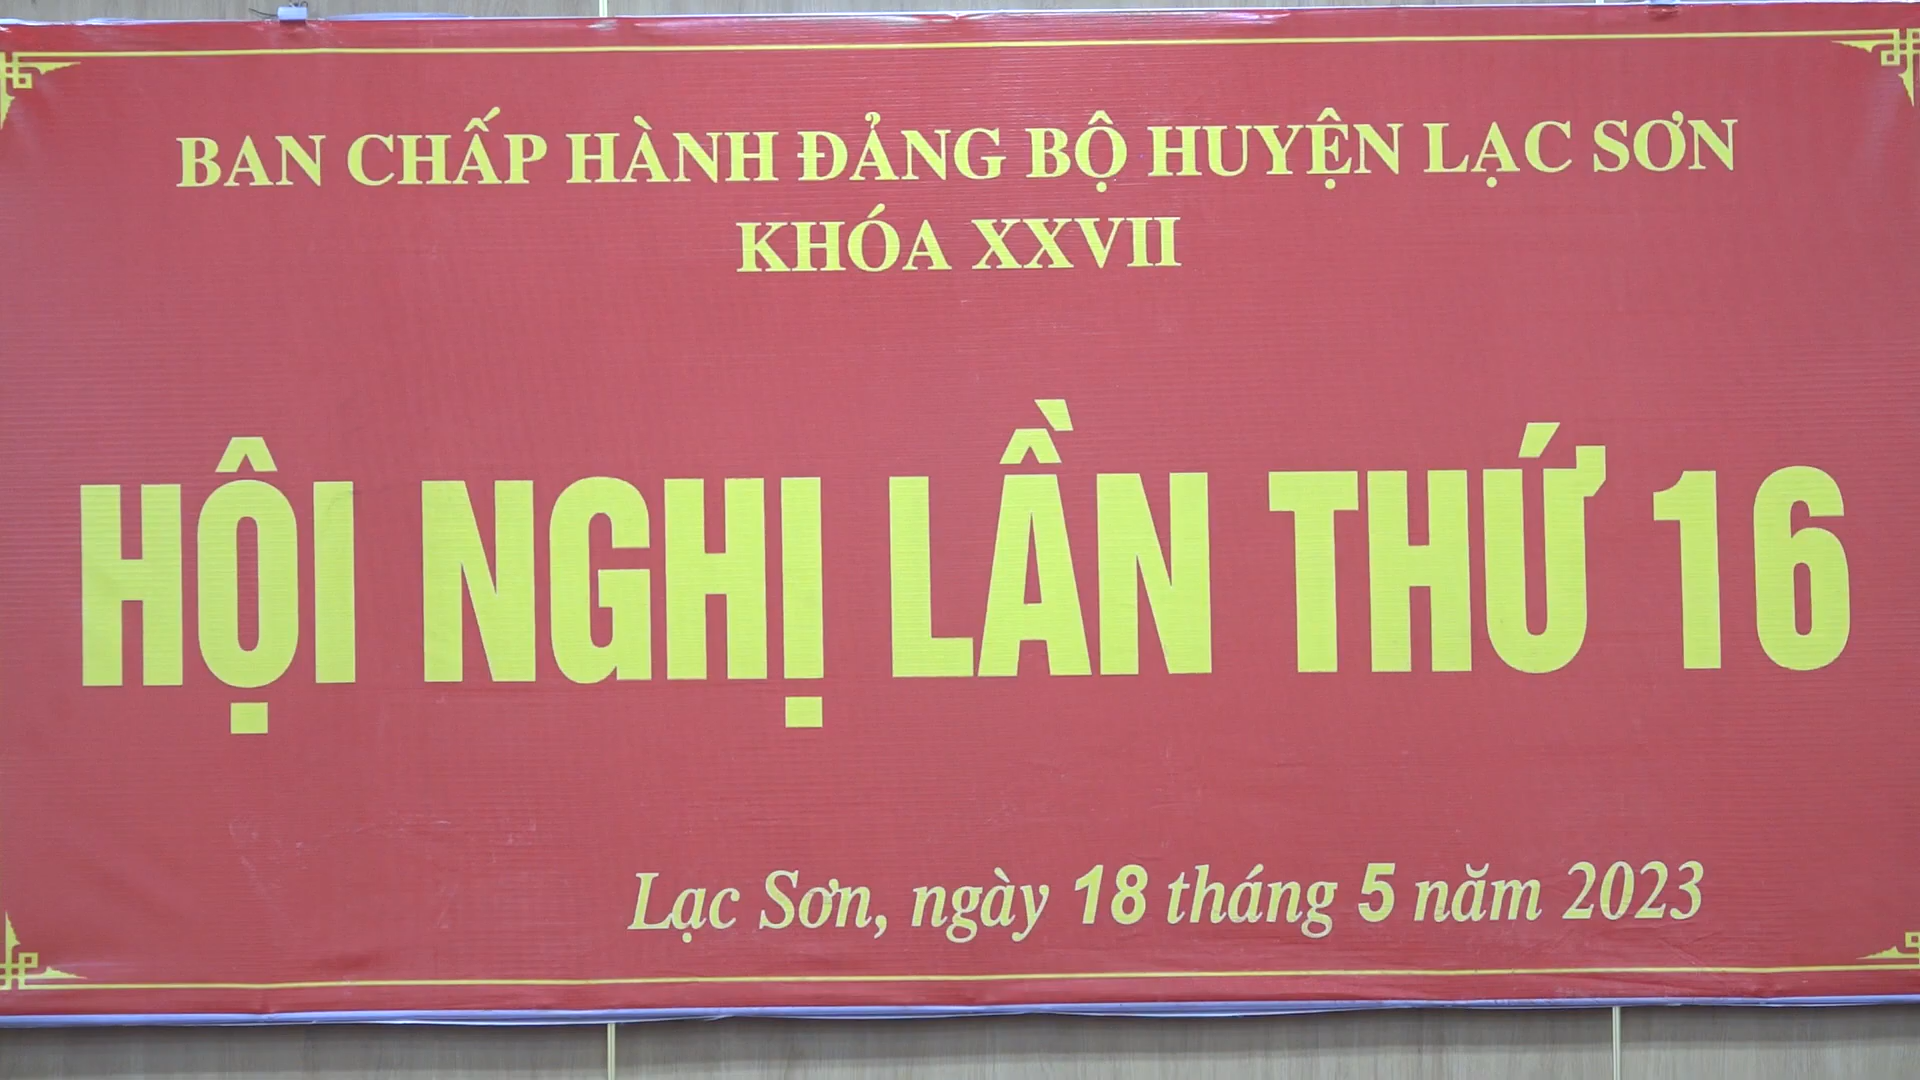 BAN CHẤP HÀNH ĐẢNG BỘ HUYỆN LẠC SƠN
KHÓA XXVII
HỘI NGHỊ LẦN THỨ 16
Lạc Sơn, ngày 18 tháng 5 năm 2023